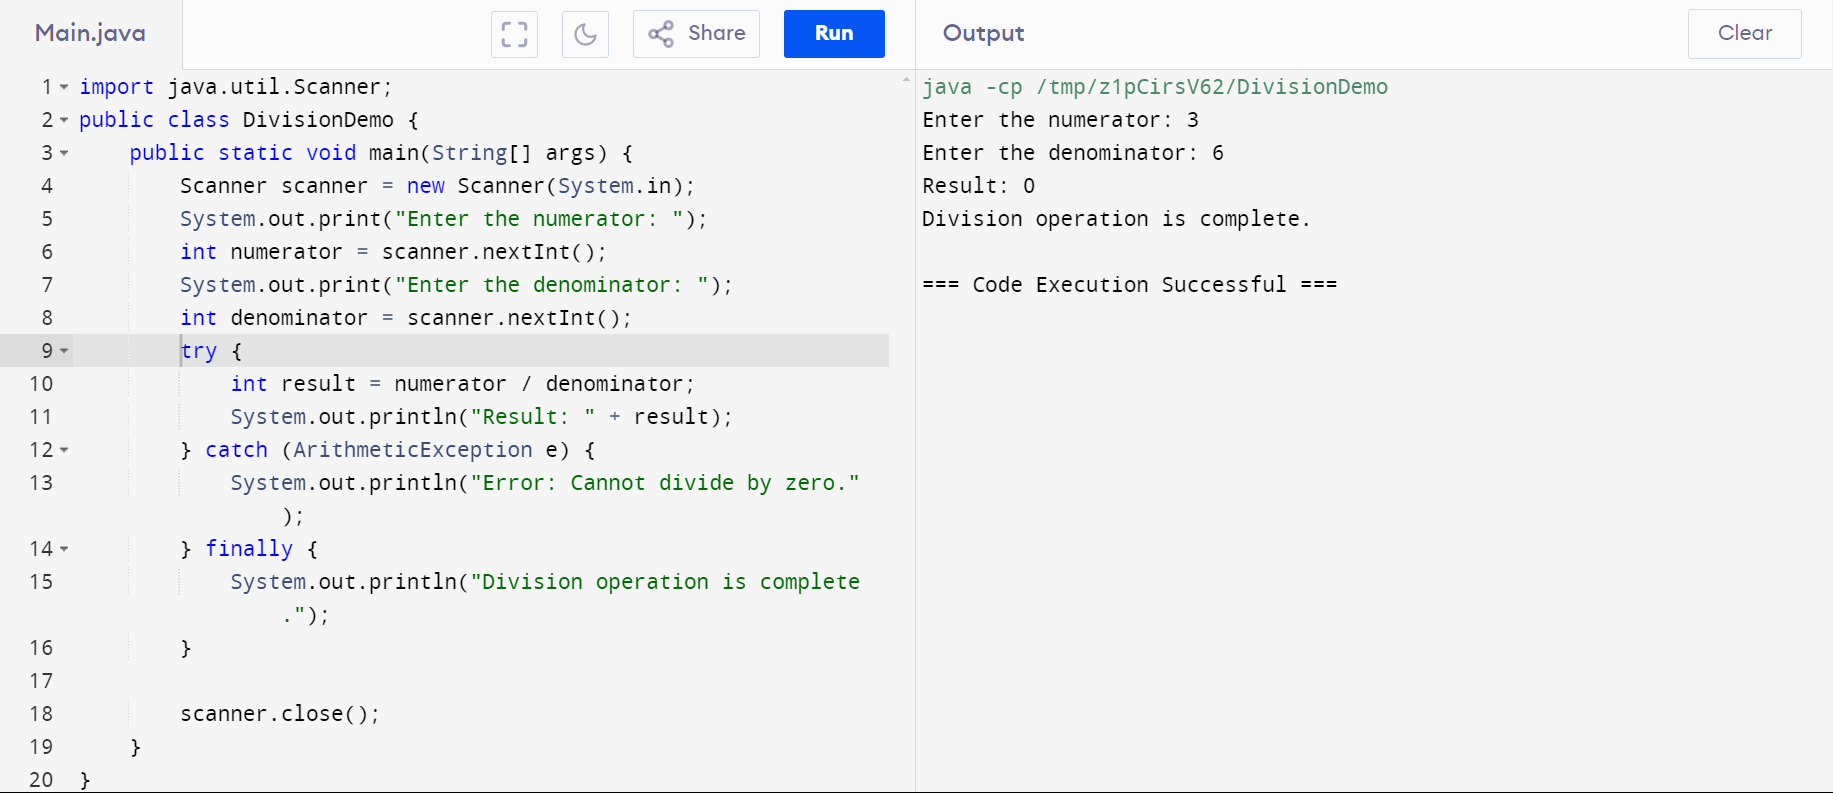 Main.java
Share
Run
Output
Clear
1 import java.util.Scanner;
2 public class DivisionDemo {
3     public static void main(String[] args) {
4         Scanner scanner = new Scanner(System.in);
5         System.out.print("Enter the numerator: ");
6         int numerator = scanner.nextInt();
7         System.out.print("Enter the denominator: ");
8         int denominator = scanner.nextInt();
9         try {
10             int result = numerator / denominator;
11             System.out.println("Result: " + result);
12         } catch (ArithmeticException e) {
13             System.out.println("Error: Cannot divide by zero."
                );
14         } finally {
15             System.out.println("Division operation is complete
                .");
16         }
17
18         scanner.close();
19     }
20 }
java -cp /tmp/z1pCirsV62/DivisionDemo
Enter the numerator: 3
Enter the denominator: 6
Result: 0
Division operation is complete.
=== Code Execution Successful ===